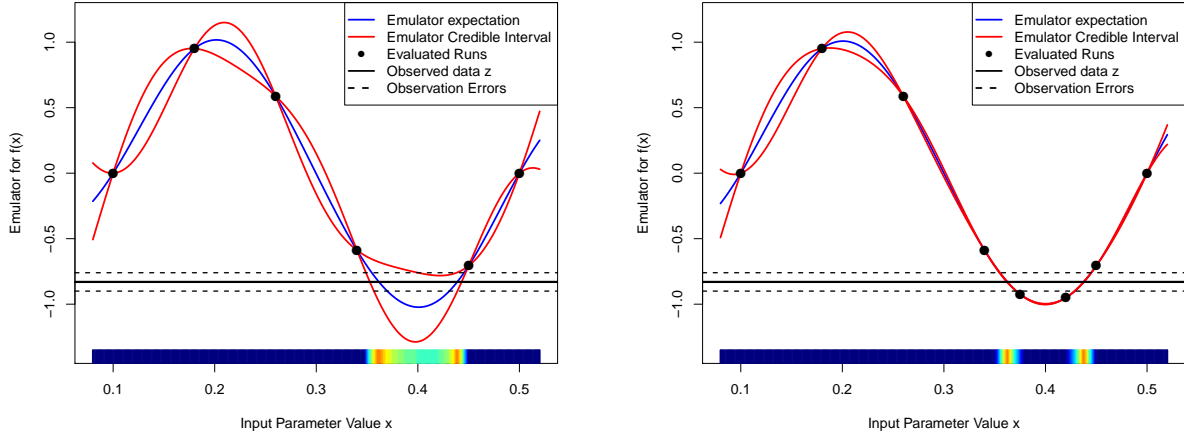 Emulator expectation
Emulator Credible Interval
Evaluated Runs
Observed data z
Observation Errors
Emulator for f(x)
1.0
0.5
0.0
−0.5
−1.0
0.1
0.2
0.3
0.4
0.5
Input Parameter Value x
Emulator expectation
Emulator Credible Interval
Evaluated Runs
Observed data z
Observation Errors
Emulator for f(x)
1.0
0.5
0.0
−0.5
−1.0
0.1
0.2
0.3
0.4
0.5
Input Parameter Value x